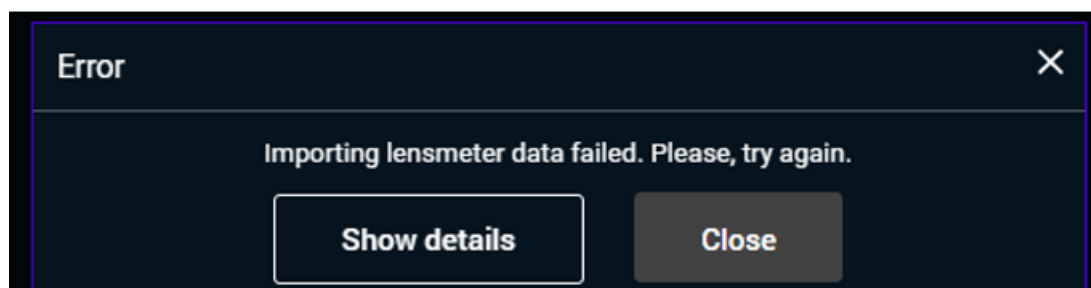 Error
Importing lensmeter data failed. Please, try again.
Show details
Close